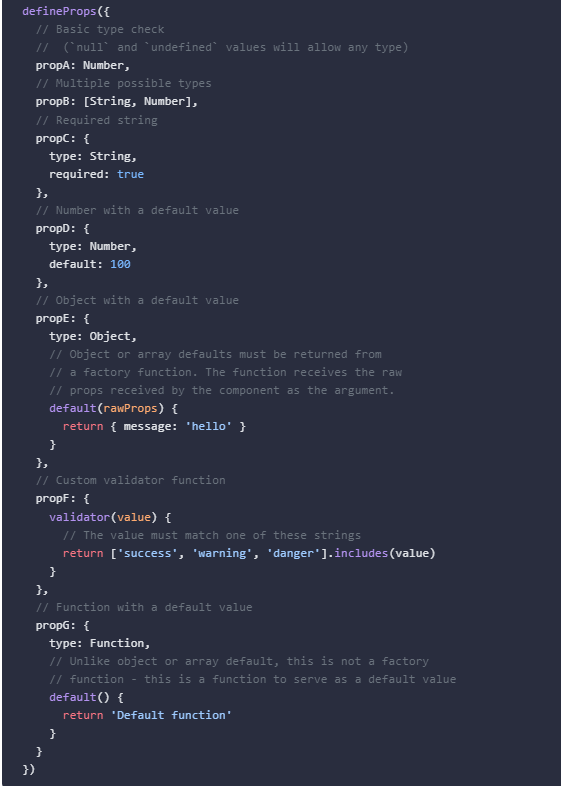 defineProps({
  // Basic type check
  //  (`null` and `undefined` values will allow any type)
  propA: Number,
  // Multiple possible types
  propB: [String, Number],
  // Required string
  propC: {
    type: String,
    required: true
  },
  // Number with a default value
  propD: {
    type: Number,
    default: 100
  },
  // Object with a default value
  propE: {
    type: Object,
    // Object or array defaults must be returned from
    // a factory function. The function receives the raw
    // props received by the component as the argument.
    default(rawProps) {
      return { message: 'hello' }
    }
  },
  // Custom validator function
  propF: {
    validator(value) {
      // The value must match one of these strings
      return ['success', 'warning', 'danger'].includes(value)
    }
  },
  // Function with a default value
  propG: {
    type: Function,
    // Unlike object or array default, this is not a factory
    // function - this is a function to serve as a default value
    default() {
      return 'Default function'
    }
  }
})